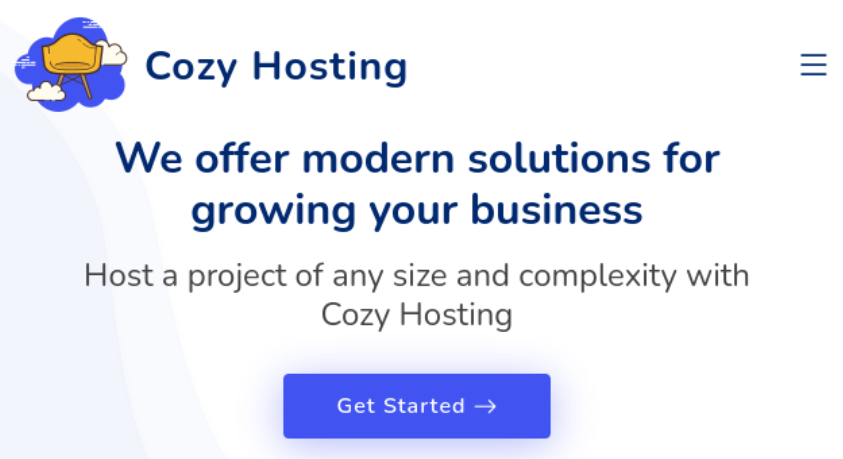 Cozy Hosting
We offer modern solutions for
growing your business
Host a project of any size and complexity with
Cozy Hosting
Get Started →